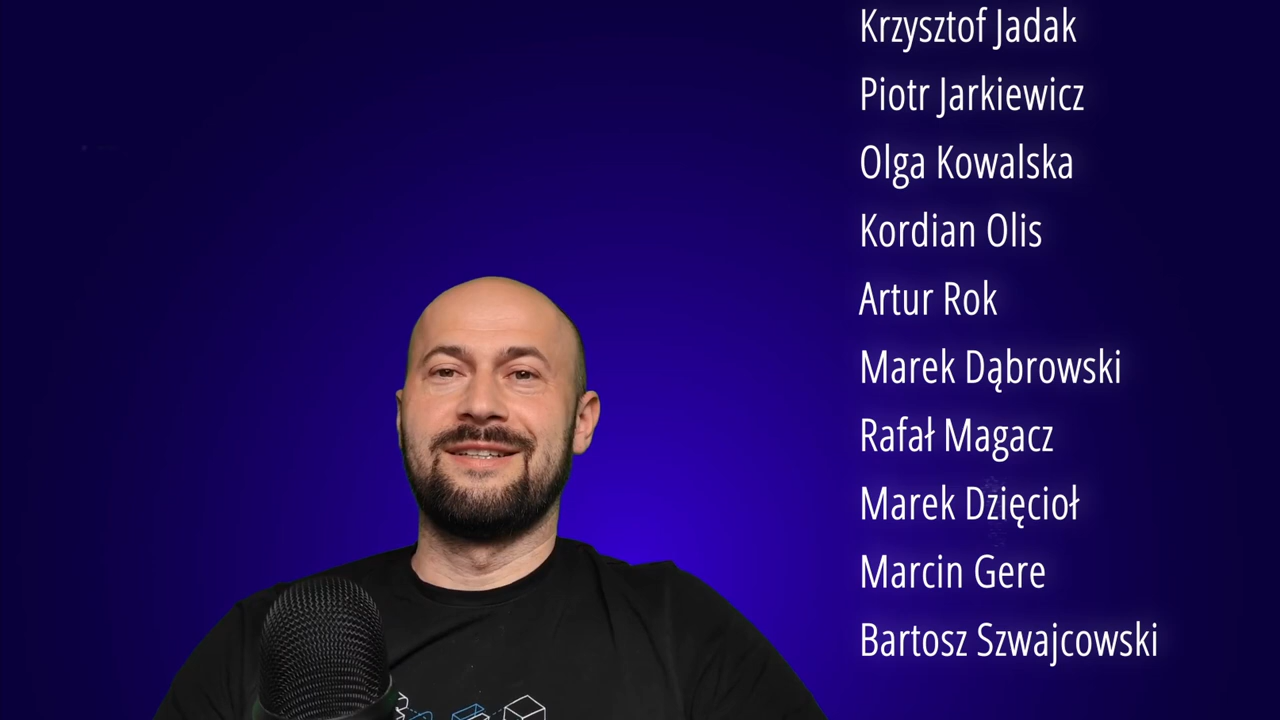 Krzysztof Jadak
Piotr Jarkiewicz
Olga Kowalska
Kordian Olis
Artur Rok
Marek Dąbrowski
Rafał Magacz
Marek Dzięcioł
Marcin Gere
Bartosz Szwajcowski